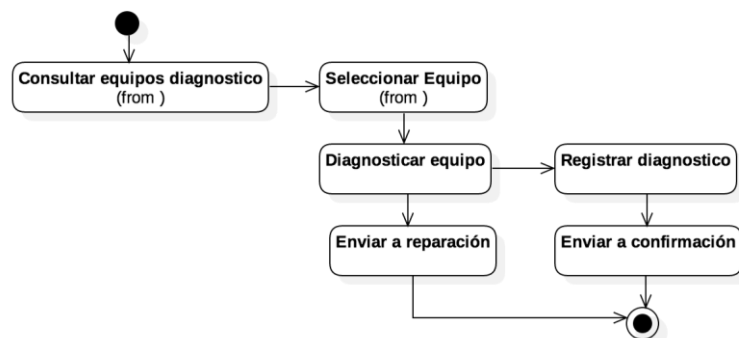 Consultar equipos diagnostico
(from )
Seleccionar Equipo
(from )
Diagnosticar equipo
Registrar diagnostico
Enviar a reparación
Enviar a confirmación